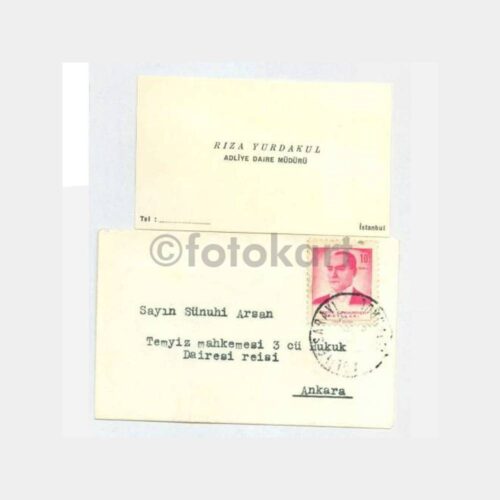 RIZA YURDAKUL
ADLİYE DAİRE MÜDÜRÜ
Tel :
İstanbul
©fotokart
10
Sayın Sünuhi Arsan
Temyiz mahkemesi 3 cü hukuk
Dairesi reisi
Ankara